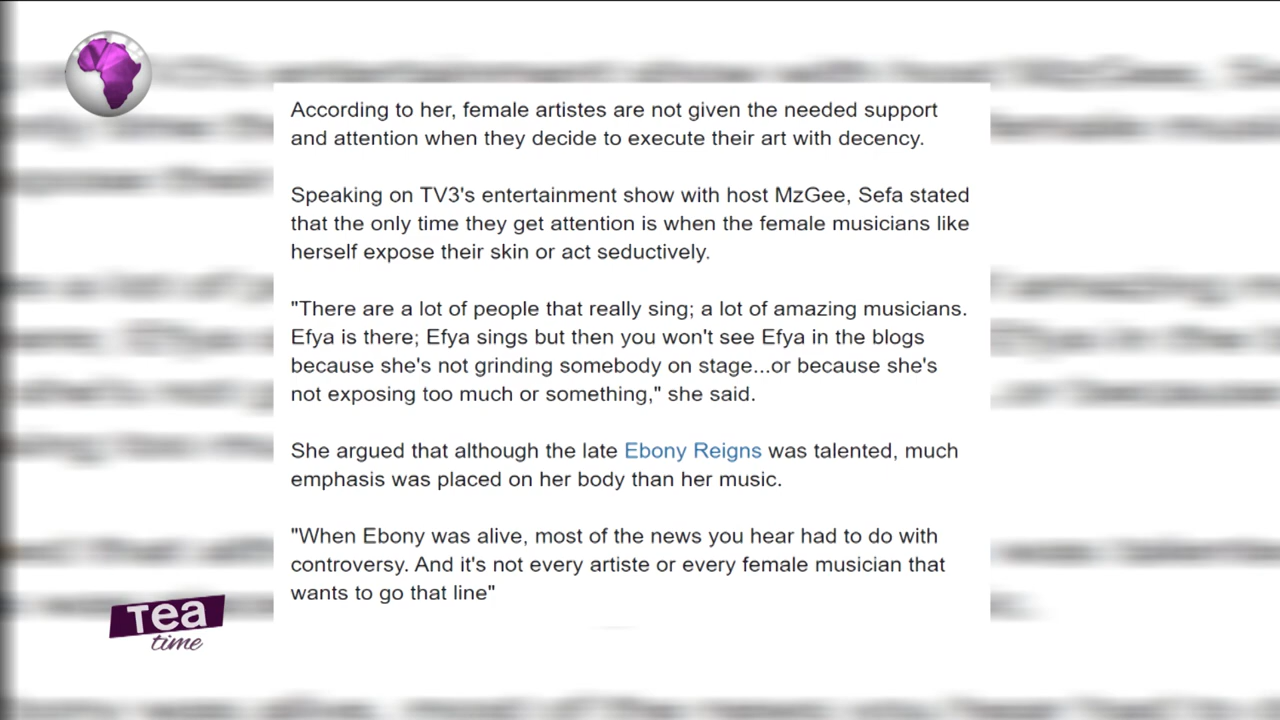 According to her, female artistes are not given the needed support
and attention when they decide to execute their art with decency.
Speaking on TV3's entertainment show with host MzGee, Sefa stated
that the only time they get attention is when the female musicians like
herself expose their skin or act seductively.
"There are a lot of people that really sing; a lot of amazing musicians.
Efya is there; Efya sings but then you won't see Efya in the blogs
because she's not grinding somebody on stage...or because she's
not exposing too much or something," she said.
She argued that although the late Ebony Reigns was talented, much
emphasis was placed on her body than her music.
"When Ebony was alive, most of the news you hear had to do with
controversy. And it's not every artiste or every female musician that
wants to go that line"
Tea
time